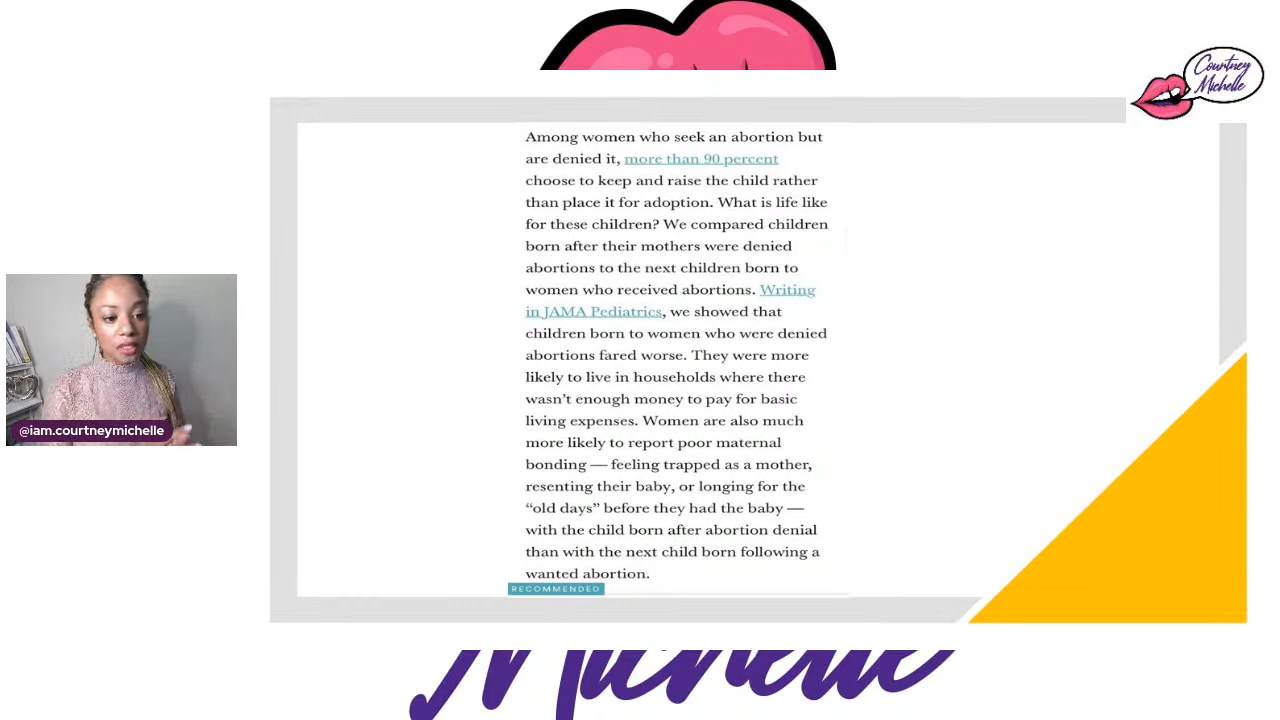 Courtney
Michelle
Among women who seek an abortion but
are denied it, more than 90 percent
choose to keep and raise the child rather
than place it for adoption. What is life like
for these children? We compared children
born after their mothers were denied
abortions to the next children born to
women who received abortions. Writing
in JAMA Pediatrics, we showed that
children born to women who were denied
abortions fared worse. They were more
likely to live in households where there
wasn’t enough money to pay for basic
living expenses. Women are also much
more likely to report poor maternal
bonding — feeling trapped as a mother,
resenting their baby, or longing for the
“old days” before they had the baby —
with the child born after abortion denial
than with the next child born following a
wanted abortion.
RECOMMENDED
@iam.courtneymichelle
Michelle